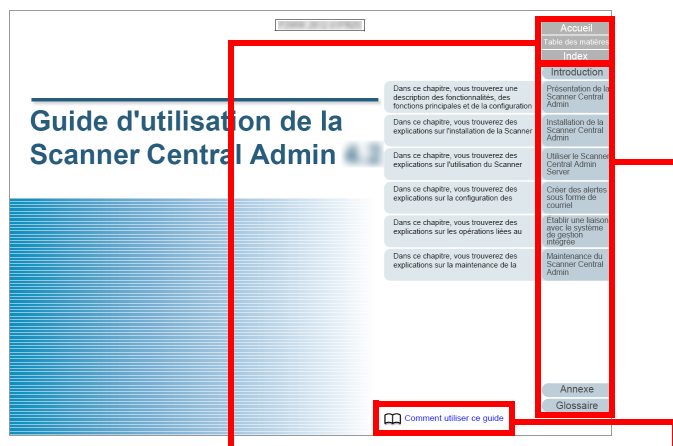 Accueil
Table des matières
Index
Introduction
Guide d'utilisation de la
Scanner Central Admin
Dans ce chapitre, vous trouverez une
description des fonctionnalités, des
fonctions principales et de la configuration
Présentation de la
Scanner Central
Admin
Dans ce chapitre, vous trouverez des
explications sur l'installation de la Scanner
Installation de la
Scanner Central
Admin
Dans ce chapitre, vous trouverez des
explications sur l'utilisation du Scanner
Utiliser le Scanner
Central Admin
Server
Dans ce chapitre, vous trouverez des
explications sur la configuration des
Créer des alertes
sous forme de
courriel
Dans ce chapitre, vous trouverez des
explications sur les opérations liées au
Établir une liaison
avec le système
de gestion
intégrée
Dans ce chapitre, vous trouverez des
explications sur la maintenance de la
Maintenance du
Scanner Central
Admin
Annexe
Glossaire
Comment utiliser ce guide